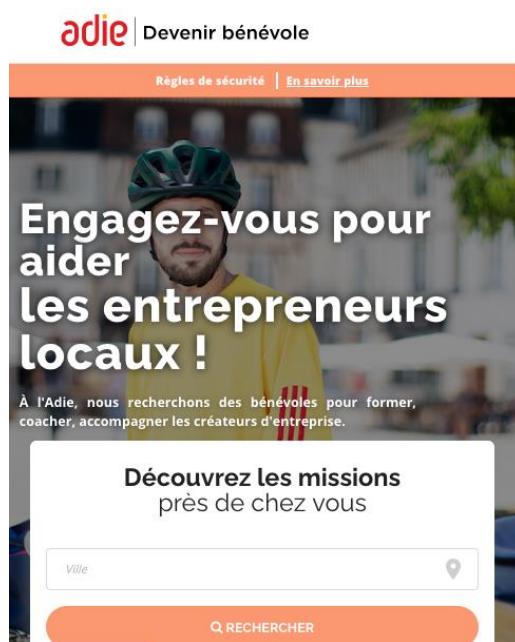 adie Devenir bénévole
Règles de sécurité | En savoir plus
Engagez-vous pour
aider
les entrepreneurs
locaux !
À l'Adie, nous recherchons des bénévoles pour former,
coacher, accompagner les créateurs d'entreprise.
Découvrez les missions
près de chez vous
Ville
RECHERCHER